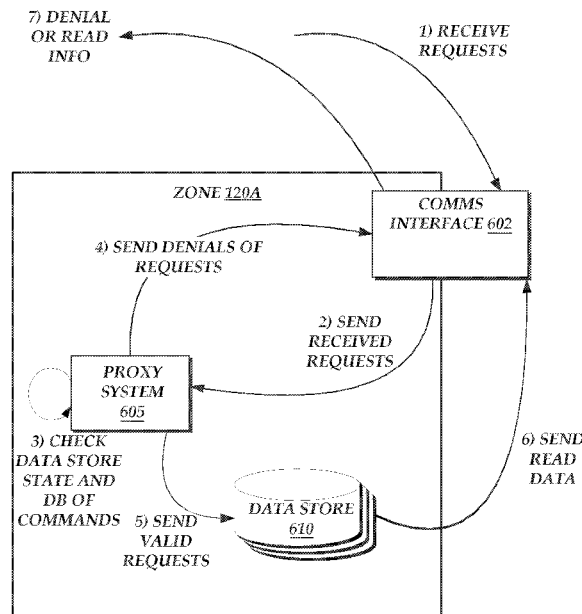 7) DENIAL
OR READ
INFO
1) RECEIVE
REQUESTS
ZONE 120A
COMMS
INTERFACE 602
4) SEND DENIALS OF
REQUESTS
2) SEND
RECEIVED
REQUESTS
PROXY
SYSTEM
605
3) CHECK
DATA STORE
STATE AND
DB OF
COMMANDS
5) SEND
VALID
REQUESTS
DATA STORE
610
6) SEND
READ
DATA